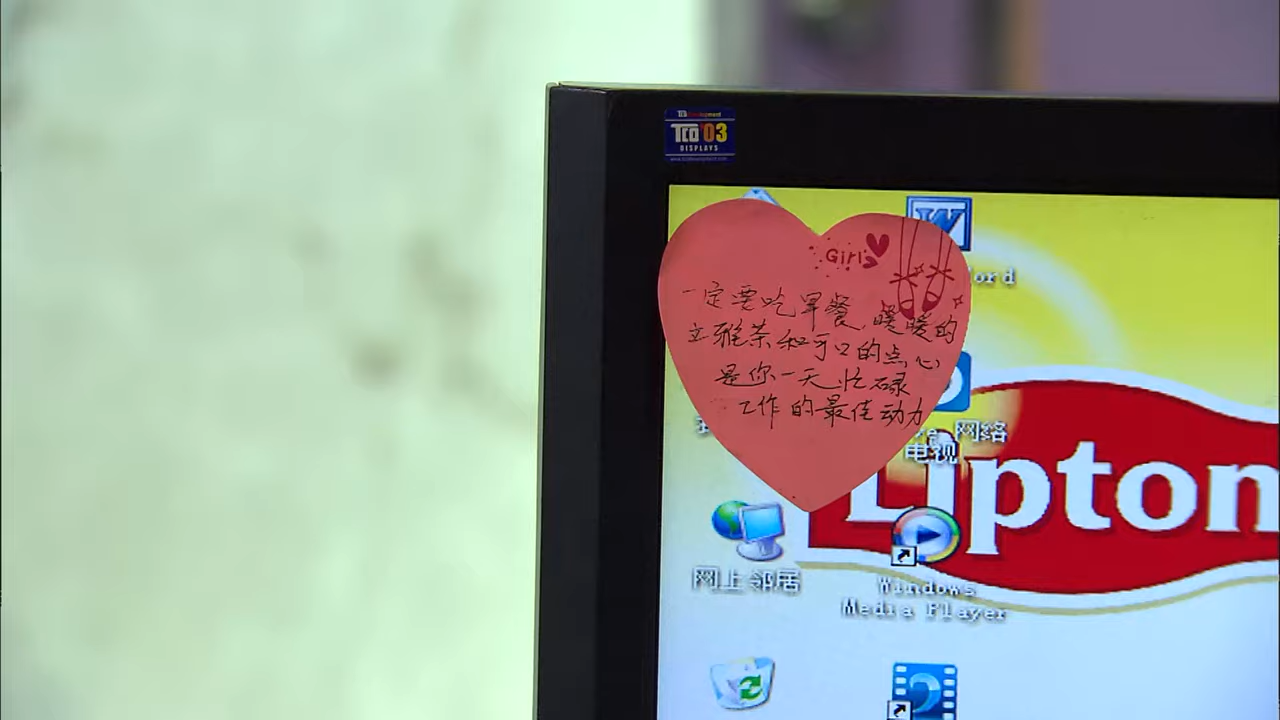 TCO'03
DISPLAYS
Girl
一定要吃早餐,暖暖的
立雅茶和可口的点心
是你一天忙碌
工作的最佳动力
ord
网络
电视
Lipton
网上邻居
Windows
Media Player